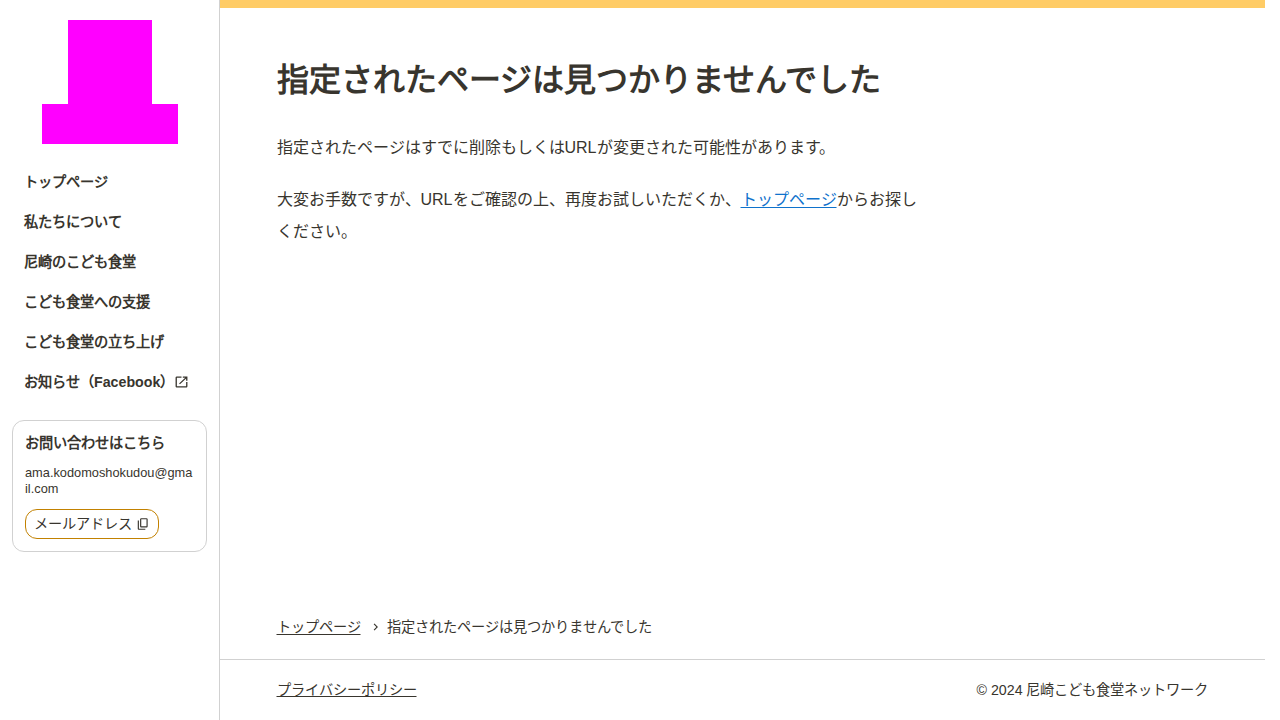 トップページ
私たちについて
尼崎のこども食堂
こども食堂への支援
こども食堂の立ち上げ
お知らせ（Facebook）
お問い合わせはこちら
ama.kodomoshokudou@gma
il.com
メールアドレス
指定されたページは見つかりませんでした
指定されたページはすでに削除もしくはURLが変更された可能性があります。
大変お手数ですが、URLをご確認の上、再度お試しいただくか、トップページからお探し
ください。
トップページ › 指定されたページは見つかりませんでした
プライバシーポリシー
© 2024 尼崎こども食堂ネットワーク